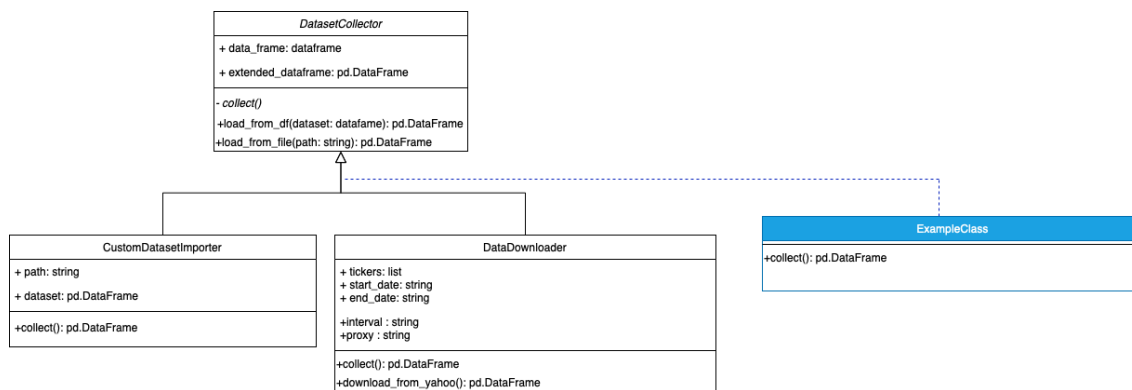 DatasetCollector
+ data_frame: dataframe
+ extended_dataframe: pd.DataFrame
- collect()
+load_from_df(dataset: datafame): pd.DataFrame
+load_from_file(path: string): pd.DataFrame
CustomDatasetImporter
+ path: string
+ dataset: pd.DataFrame
+collect(): pd.DataFrame
DataDownloader
+ tickers: list
+ start_date: string
+ end_date: string
+interval : string
+proxy : string
+collect(): pd.DataFrame
+download_from_yahoo(): pd.DataFrame
ExampleClass
+collect(): pd.DataFrame